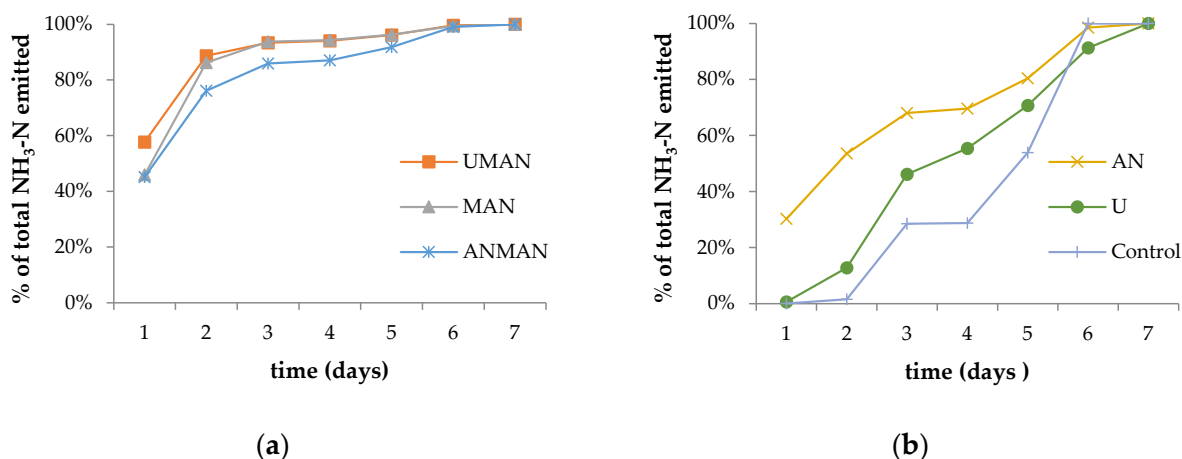 % of total NH₃-N emitted
100%
80%
60%
40%
20%
0%
UMAN
MAN
ANMAN
1 2 3 4 5 6 7
time (days)
(a)
% of total NH₃-N emitted
100%
80%
60%
40%
20%
0%
AN
U
Control
1 2 3 4 5 6 7
time (days )
(b)